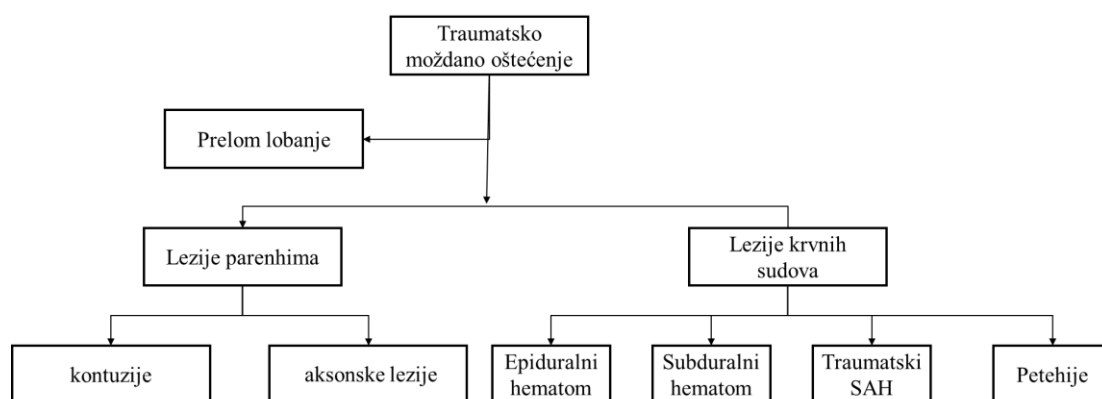 Traumatsko
moždano oštećenje
Prelom lobanje
Lezije parenhima
Lezije krvnih
sudova
kontuzije
aksonske lezije
Epiduralni
hematom
Subduralni
hematom
Traumatski
SAH
Petehije